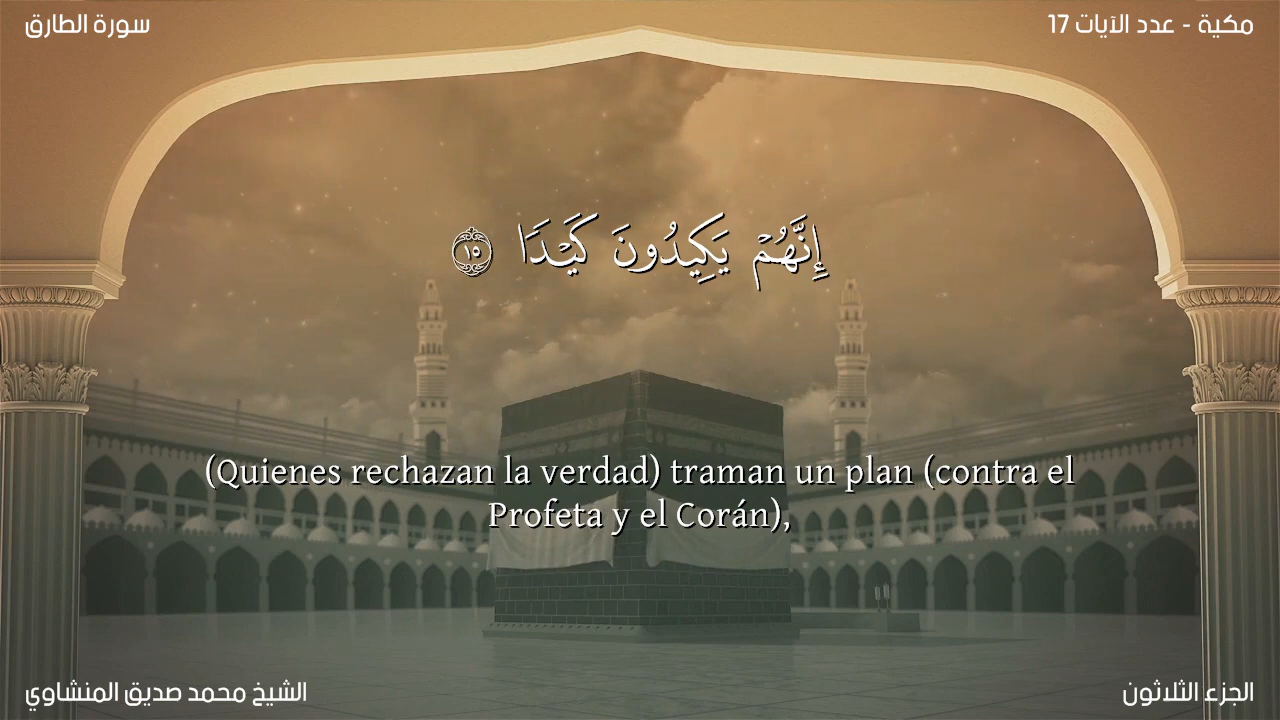 سورة الطارق
مكية - عدد الآيات 17
إِنَّهُمْ يَكِيدُونَ كَيْدًا ١٥
(Quienes rechazan la verdad) traman un plan (contra el
Profeta y el Corán),
الشيخ محمد صديق المنشاوي
الجزء الثلاثون